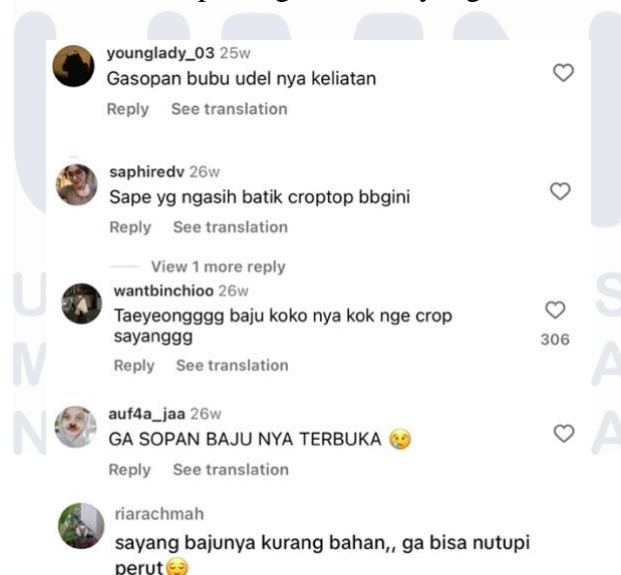 younglady_03 25w
Gasopan bubu udel nya keliatan
Reply See translation
saphiredv 26w
Sape yg ngasih batik croptop bbgini
Reply See translation
View 1 more reply
wantbinchioo 26w
Taeyeongggg baju koko nya kok nge crop
sayanggg
306
Reply See translation
auf4a_jaa 26w
GA SOPAN BAJU NYA TERBUKA 😢
Reply See translation
riarachmah
sayang bajunya kurang bahan,, ga bisa nutupi
perut😌